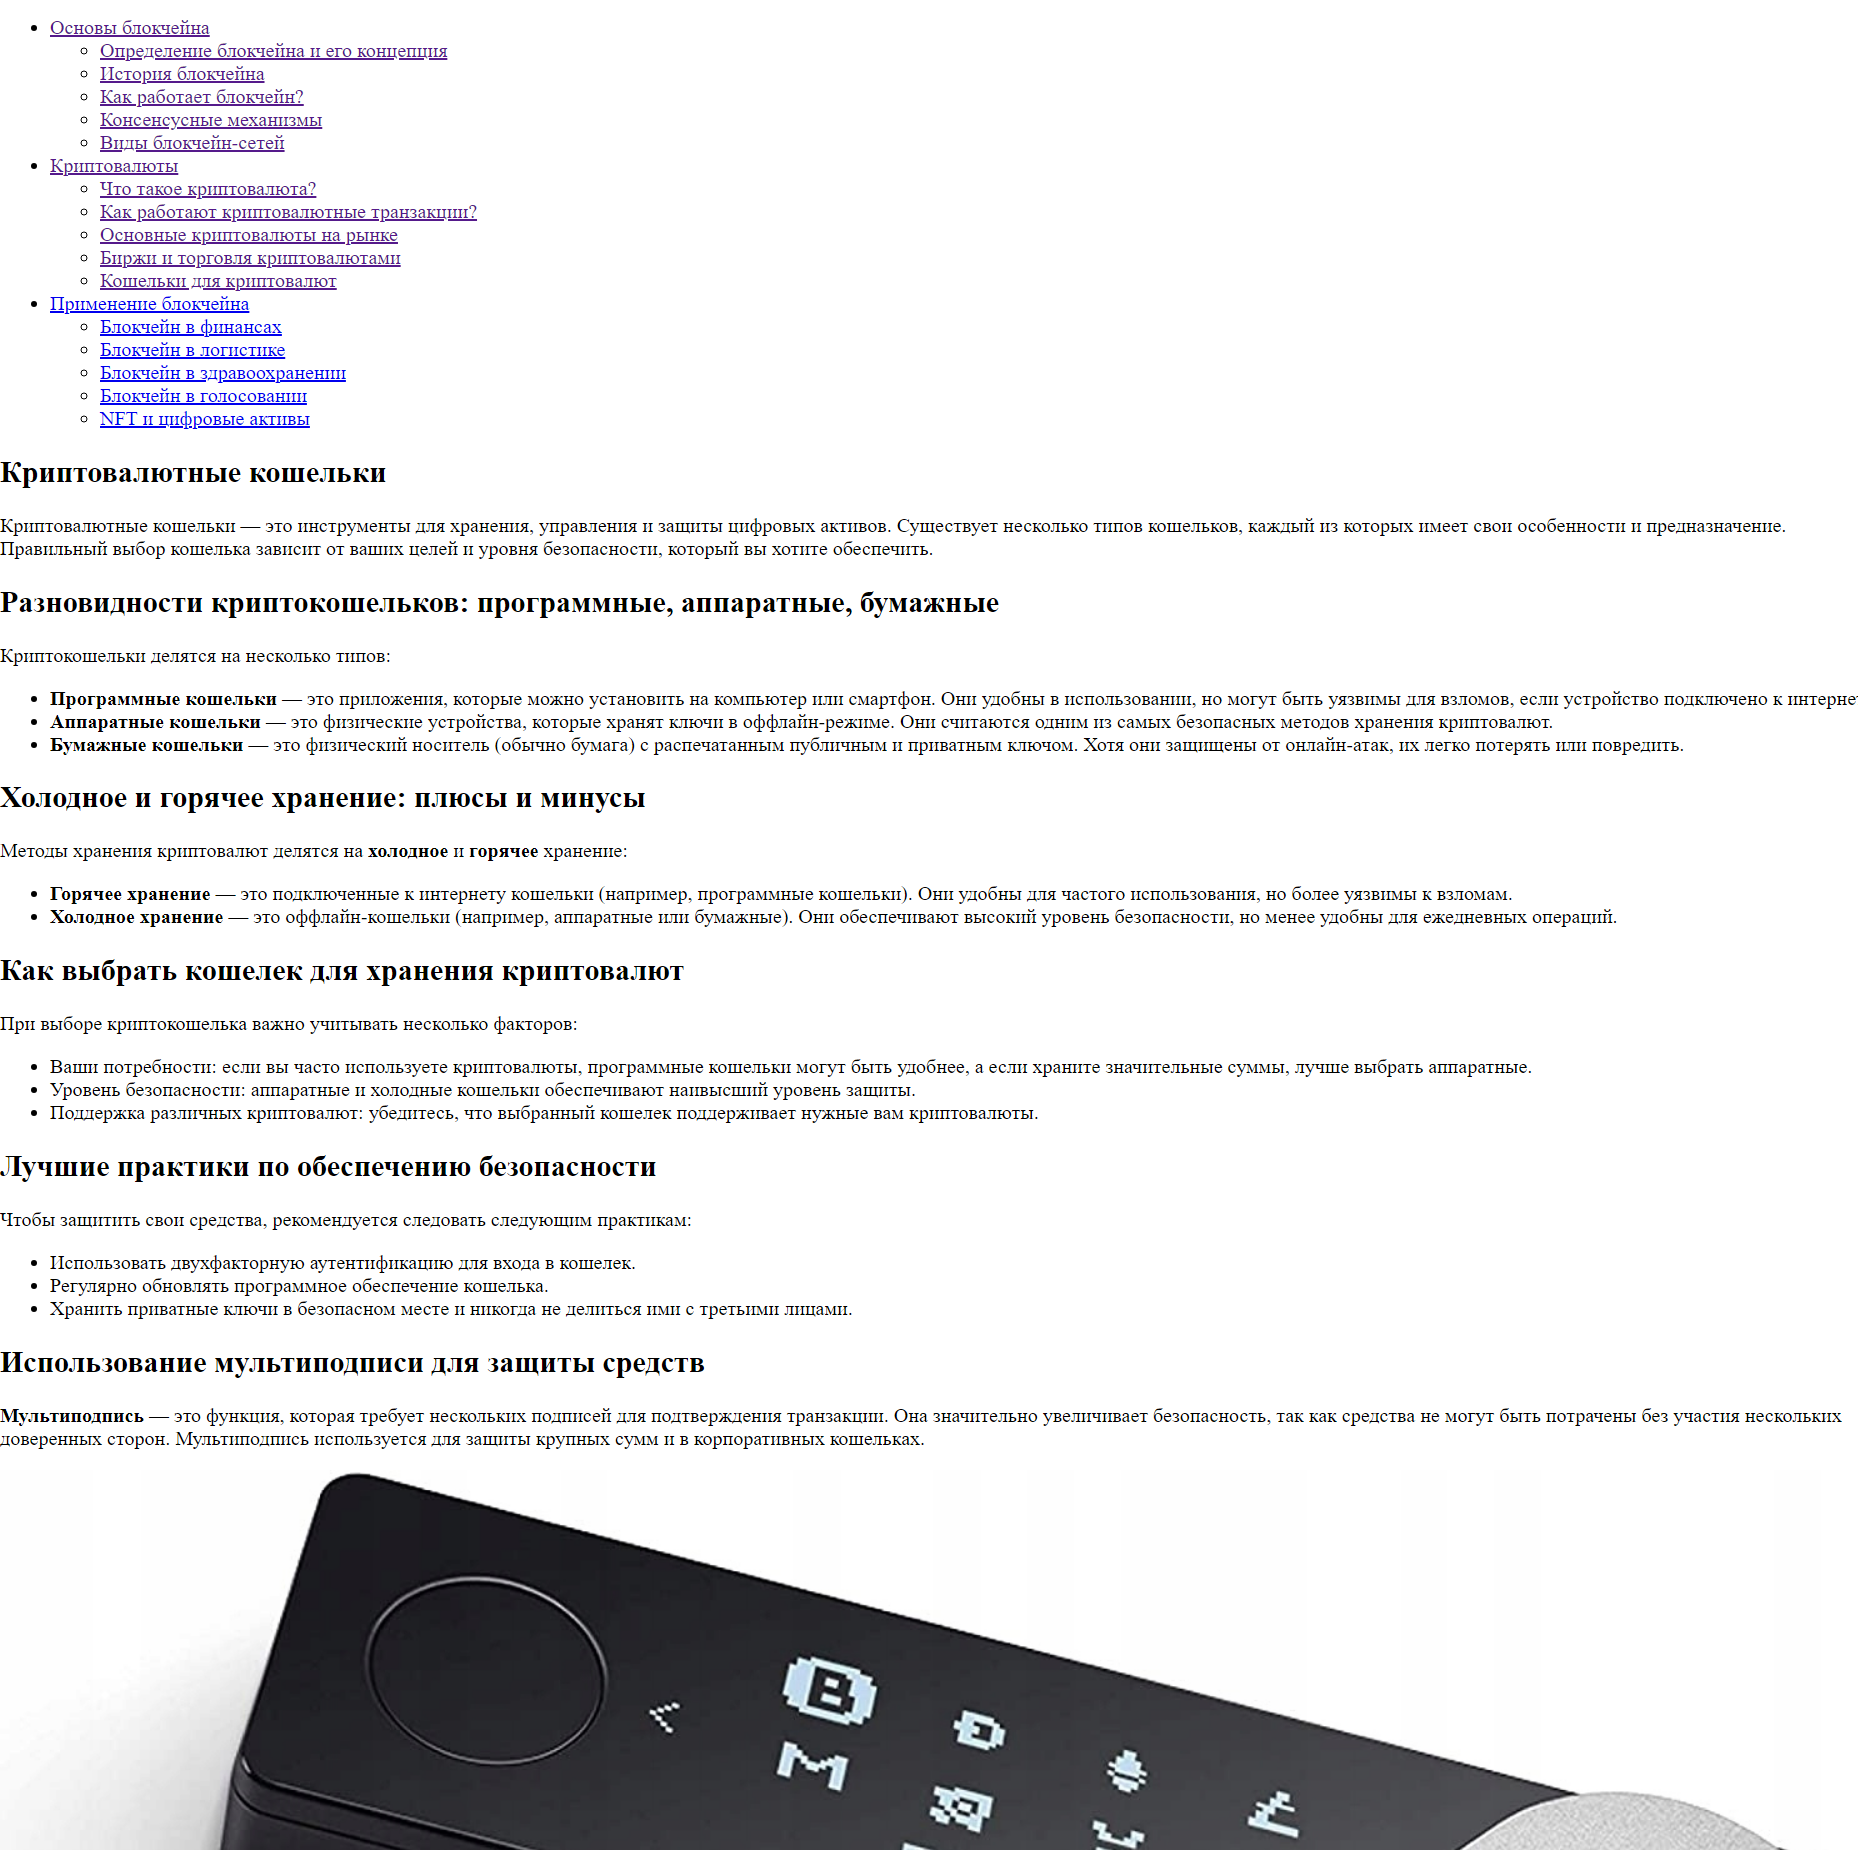 Основы блокчейна
Определение блокчейна и его концепция
История блокчейна
Как работает блокчейн?
Консенсусные механизмы
Виды блокчейн-сетей
Криптовалюты
Что такое криптовалюта?
Как работают криптовалютные транзакции?
Основные криптовалюты на рынке
Биржи и торговля криптовалютами
Кошельки для криптовалют
Применение блокчейна
Блокчейн в финансах
Блокчейн в логистике
Блокчейн в здравоохранении
Блокчейн в голосовании
NFT и цифровые активы
Криптовалютные кошельки
Криптовалютные кошельки — это инструменты для хранения, управления и защиты цифровых активов. Существует несколько типов кошельков, каждый из которых имеет свои особенности и предназначение.
Правильный выбор кошелька зависит от ваших целей и уровня безопасности, который вы хотите обеспечить.
Разновидности криптокошельков: программные, аппаратные, бумажные
Криптокошельки делятся на несколько типов:
Программные кошельки — это приложения, которые можно установить на компьютер или смартфон. Они удобны в использовании, но могут быть уязвимы для взломов, если устройство подключено к
Аппаратные кошельки — это физические устройства, которые хранят ключи в оффлайн-режиме. Они считаются одним из самых безопасных методов хранения криптовалют.
Бумажные кошельки — это физический носитель (обычно бумага) с распечатанным публичным и приватным ключом. Хотя они защищены от онлайн-атак, их легко потерять или повредить.
Холодное и горячее хранение: плюсы и минусы
Методы хранения криптовалют делятся на холодное и горячее хранение:
Горячее хранение — это подключенные к интернету кошельки (например, программные кошельки). Они удобны для частого использования, но более уязвимы к взломам.
Холодное хранение — это оффлайн-кошельки (например, аппаратные или бумажные). Они обеспечивают высокий уровень безопасности, но менее удобны для ежедневных операций.
Как выбрать кошелек для хранения криптовалют
При выборе криптокошелька важно учитывать несколько факторов:
Ваши потребности: если вы часто используете криптовалюты, программные кошельки могут быть удобнее, а если храните значительные суммы, лучше выбрать аппаратные.
Уровень безопасности: аппаратные и холодные кошельки обеспечивают наивысший уровень защиты.
Поддержка различных криптовалют: убедитесь, что выбранный кошелек поддерживает нужные вам криптовалюты.
Лучшие практики по обеспечению безопасности
Чтобы защитить свои средства, рекомендуется следовать следующим практикам:
Использовать двухфакторную аутентификацию для входа в кошелек.
Регулярно обновлять программное обеспечение кошелька.
Хранить приватные ключи в безопасном месте и никогда не делиться ими с третьими лицами.
Использование мультиподписи для защиты средств
Мультиподпись — это функция, которая требует нескольких подписей для подтверждения транзакции. Она значительно увеличивает безопасность, так как средства не могут быть потрачены без участия нескольких
доверенных сторон. Мультиподпись используется для защиты крупных сумм и в корпоративных кошельках.